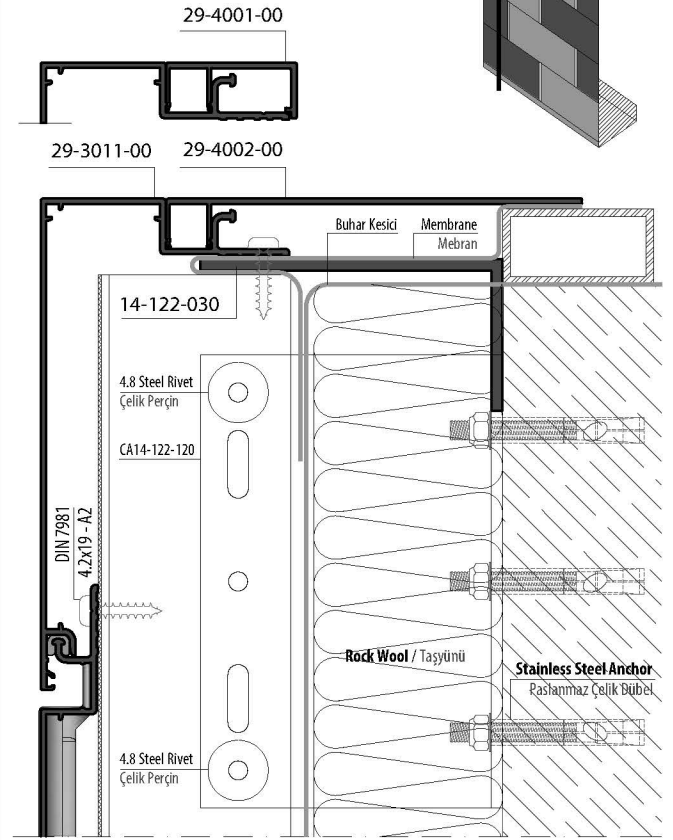 29-4001-00
29-3011-00
29-4002-00
Buhar Kesici
Membrane
Mebran
14-122-030
4.8 Steel Rivet
Çelik Perçin
CA14-122-120
DIN 7981
4.2x19 - A2
Rock Wool / Taşyünü
Stainless Steel Anchor
Paslanmaz Çelik Dübel
4.8 Steel Rivet
Çelik Perçin